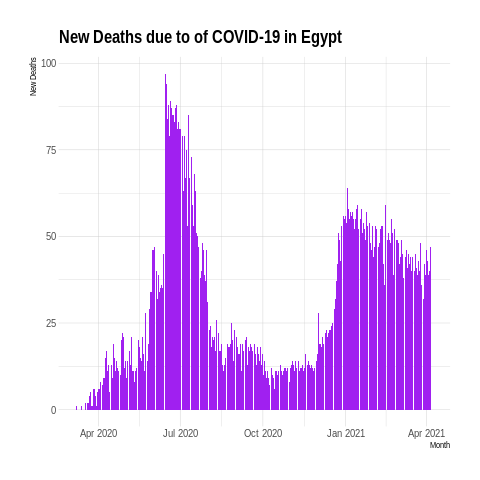 New Deaths due to of COVID-19 in Egypt
New Deaths
100
75
50
25
0
Apr 2020 Jul 2020 Oct 2020 Jan 2021 Apr 2021
Month